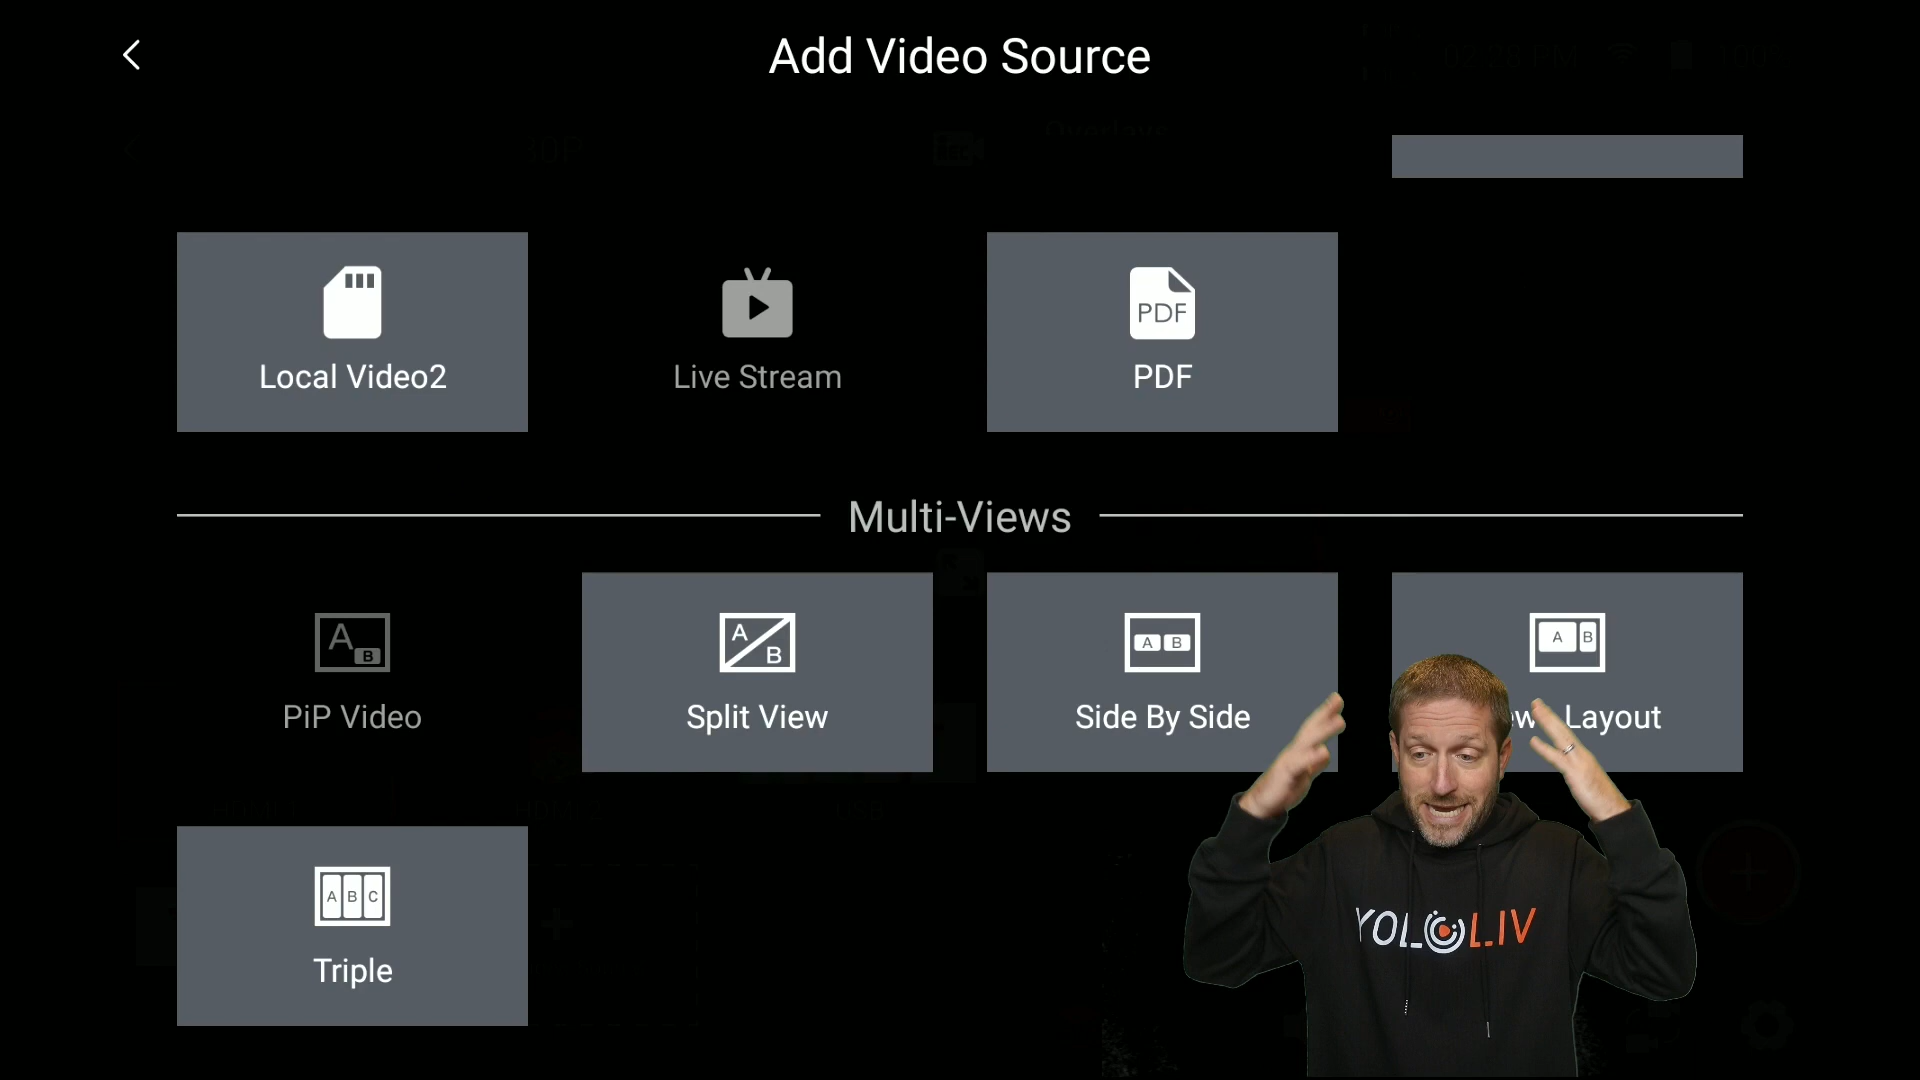 Add Video Source
Local Video2
Live Stream
PDF
PDF
Multi-Views
A
B
PiP Video
A
B
Split View
A B
Side By Side
A B
Layout
A B C
Triple
YOLOLIV